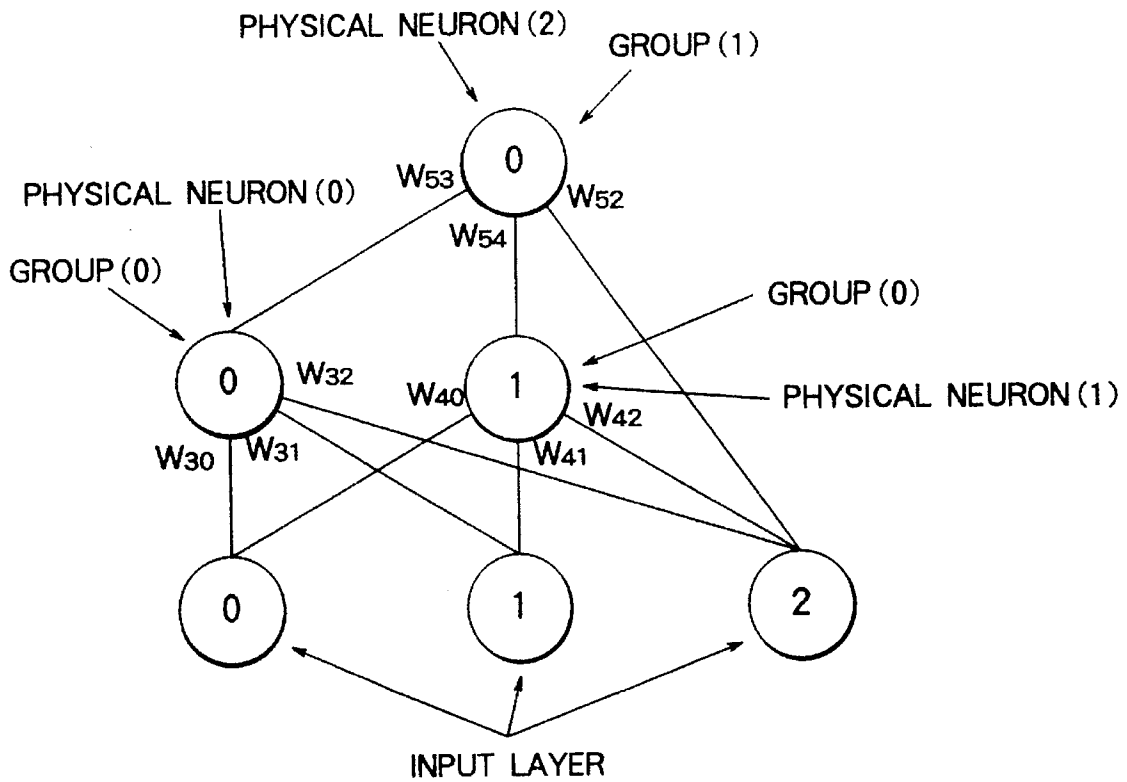 PHYSICAL NEURON(2)
GROUP(1)
0
W53
W52
PHYSICAL NEURON(0)
W54
GROUP(0)
GROUP(0)
0
W32
1
W40
PHYSICAL NEURON(1)
W42
W30
W31
W41
0
1
2
INPUT LAYER